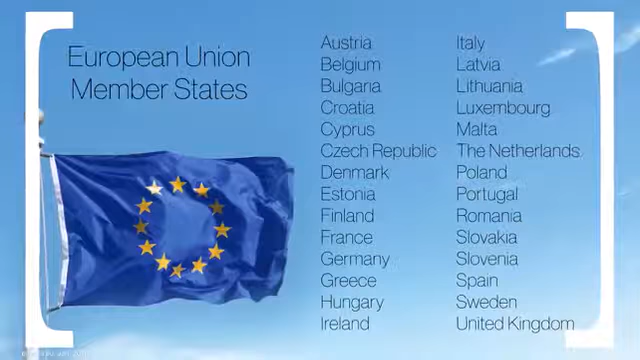 European Union
Member States
Austria
Belgium
Bulgaria
Croatia
Cyprus
Czech Republic
Denmark
Estonia
Finland
France
Germany
Greece
Hungary
Ireland
Italy
Latvia
Lithuania
Luxembourg
Malta
The Netherlands
Poland
Portugal
Romania
Slovakia
Slovenia
Spain
Sweden
United Kingdom